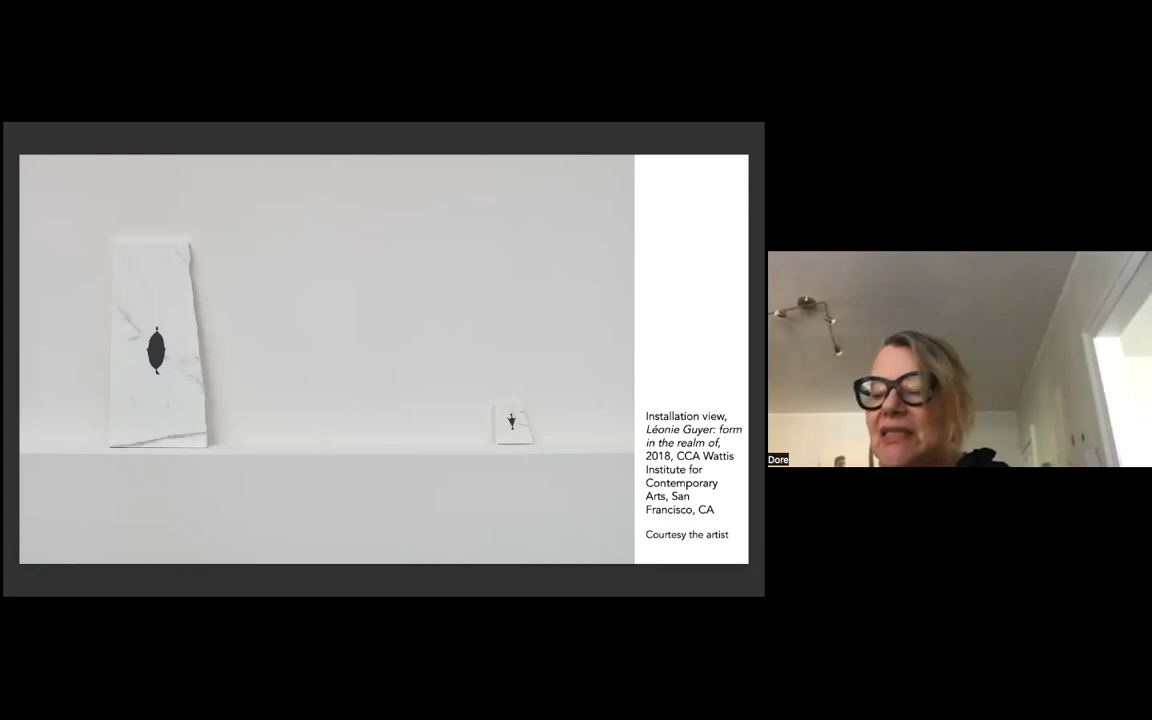 Installation view,
Léonie Guyer: form
in the realm of,
2018, CCA Wattis
Institute for
Contemporary
Arts, San
Francisco, CA
Courtesy the artist
Dore